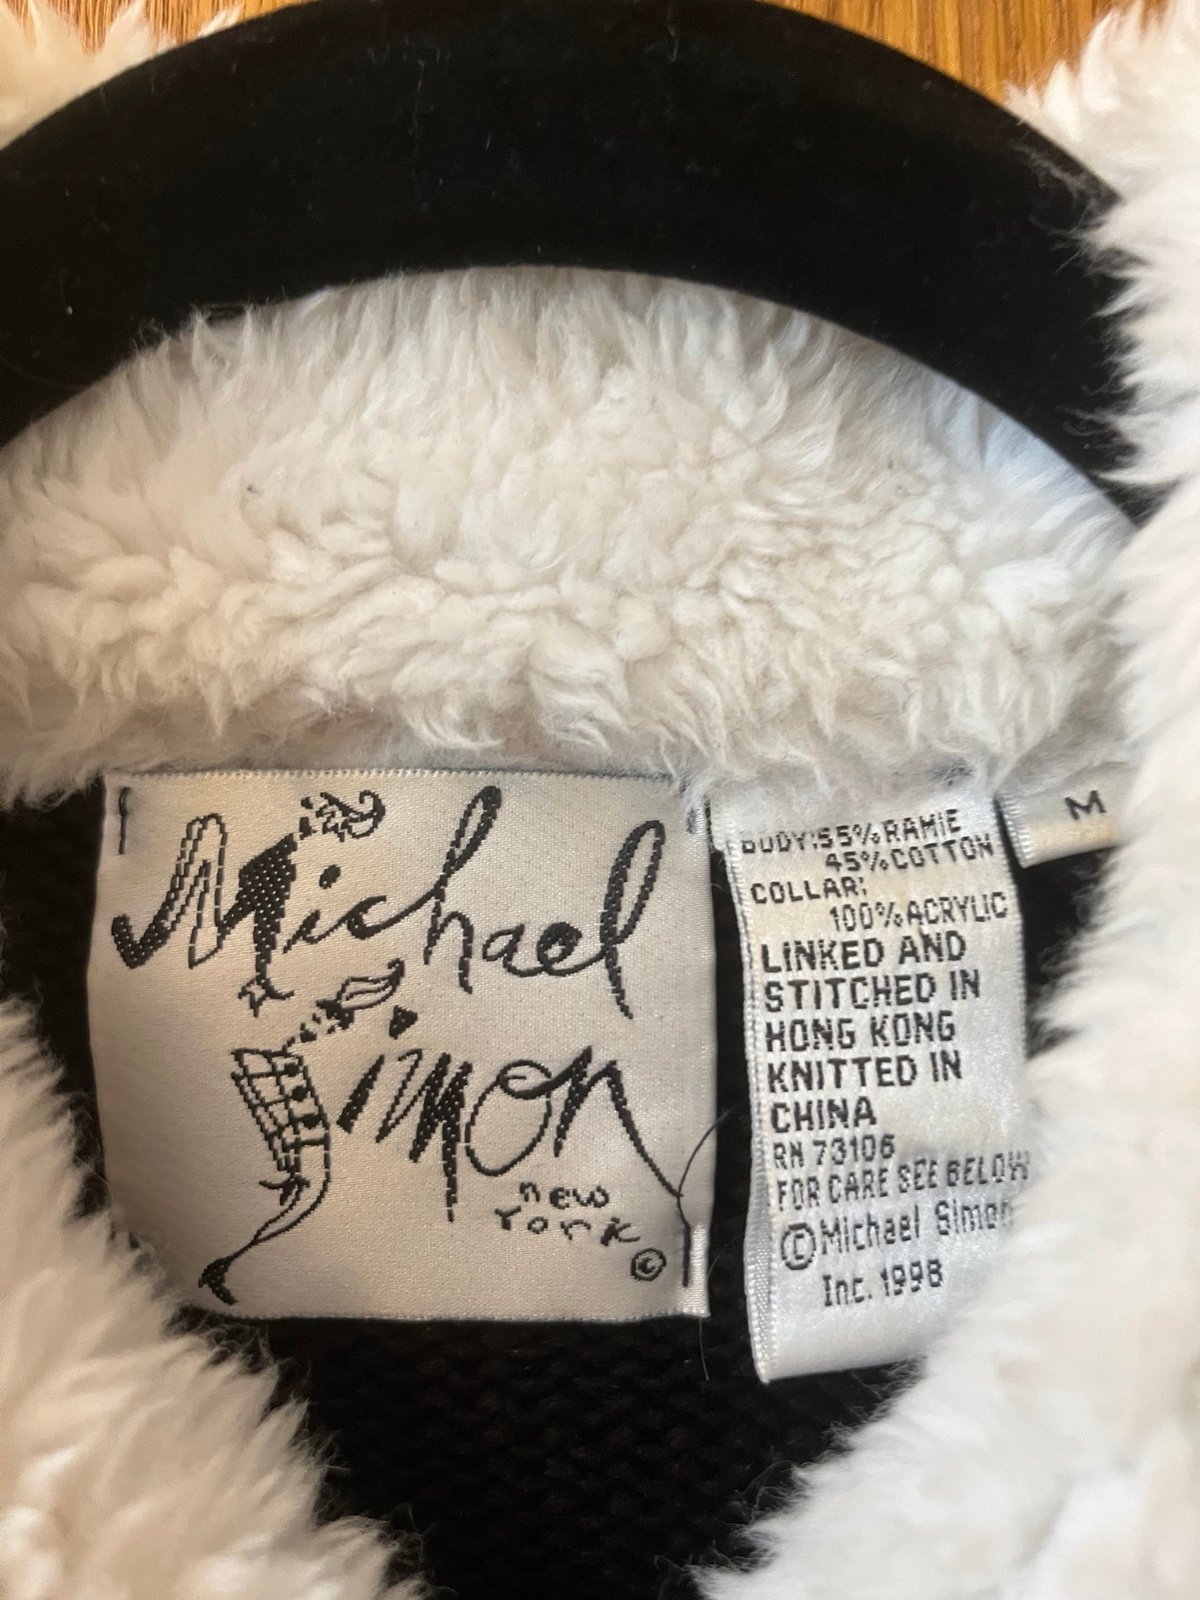 Michael
Simon
new
York
©
BODY:55%RAMIE
45%COTTON
COLLAR:
100%ACRYLIC
LINKED AND
STITCHED IN
HONG KONG
KNITTED IN
CHINA
RN 73106
FOR CARE SEE BELOW
©Michael Simon
Inc. 1998
M